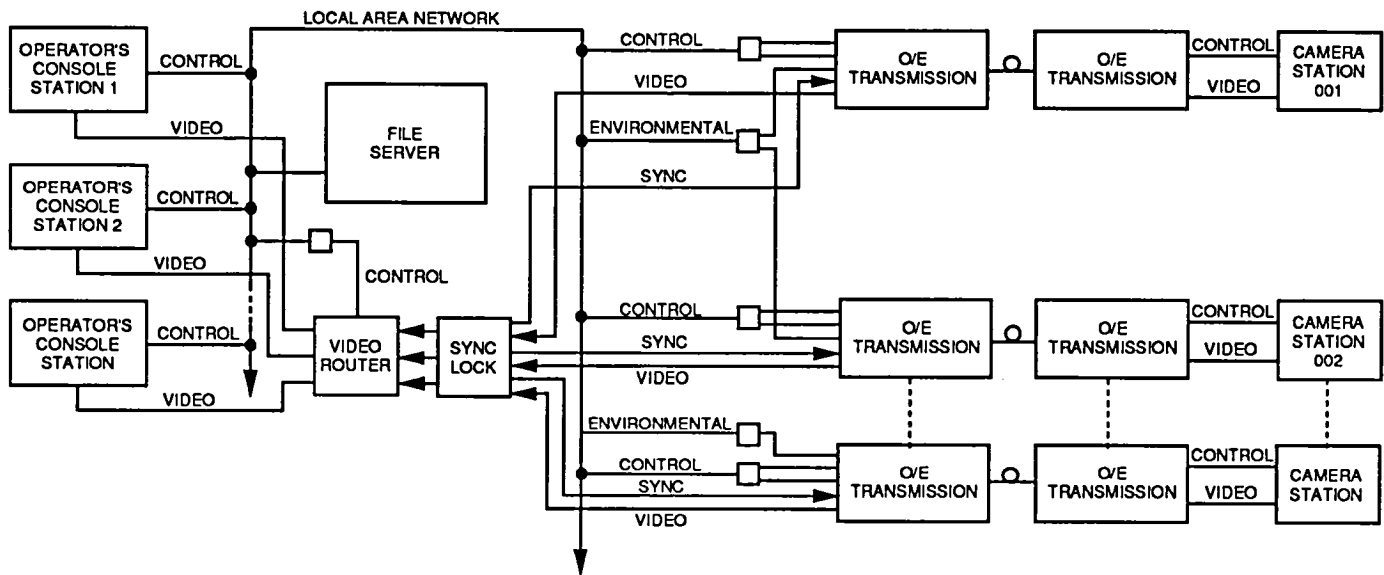 LOCAL AREA NETWORK
OPERATOR'S
CONSOLE
STATION 1
CONTROL
VIDEO
FILE
SERVER
OPERATOR'S
CONSOLE
STATION 2
CONTROL
VIDEO
CONTROL
OPERATOR'S
CONSOLE
STATION
CONTROL
VIDEO
VIDEO
ROUTER
SYNC
LOCK
CONTROL
VIDEO
ENVIRONMENTAL
SYNC
O/E
TRANSMISSION
O/E
TRANSMISSION
CONTROL
VIDEO
CAMERA
STATION
001
CONTROL
SYNC
VIDEO
O/E
TRANSMISSION
O/E
TRANSMISSION
CONTROL
VIDEO
CAMERA
STATION
002
ENVIRONMENTAL
CONTROL
SYNC
VIDEO
O/E
TRANSMISSION
O/E
TRANSMISSION
CONTROL
VIDEO
CAMERA
STATION